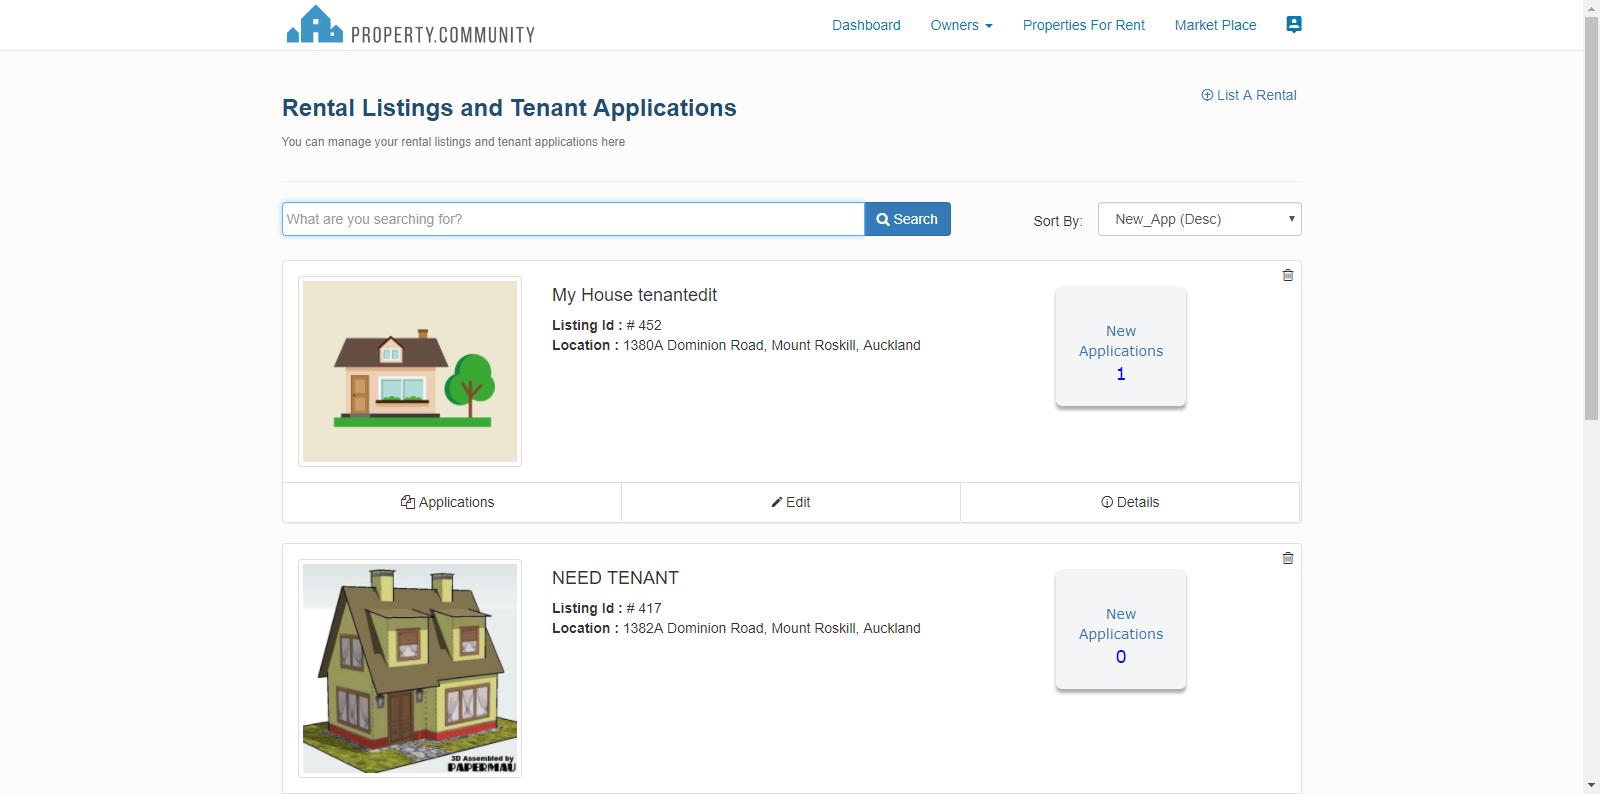 PROPERTY.COMMUNITY
Dashboard
Owners
Properties For Rent
Market Place
Rental Listings and Tenant Applications
List A Rental
You can manage your rental listings and tenant applications here
What are you searching for?
Search
Sort By:
New_App (Desc)
My House tenantedit
Listing Id : # 452
Location : 1380A Dominion Road, Mount Roskill, Auckland
New
Applications
1
Applications
Edit
Details
NEED TENANT
Listing Id : # 417
Location : 1382A Dominion Road, Mount Roskill, Auckland
New
Applications
0
3D Assembled by
PAPERMAU